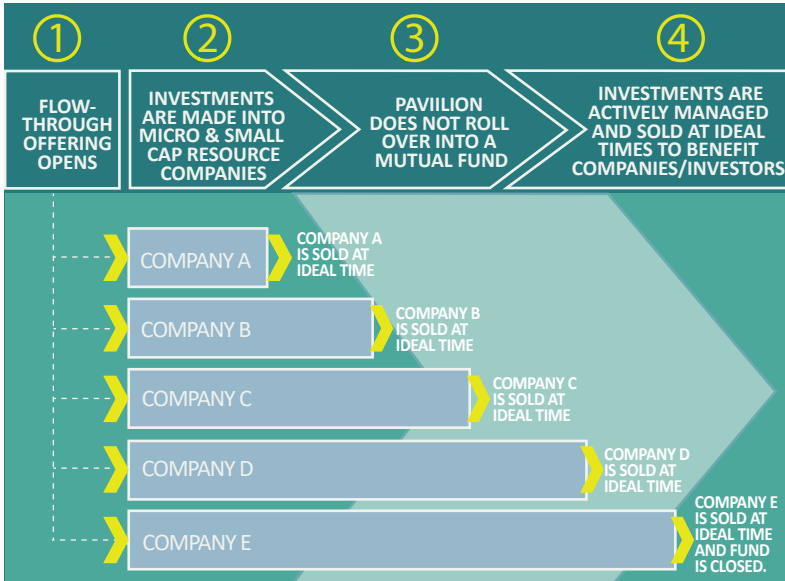 1
2
3
4
FLOW-
THROUGH
OFFERING
OPENS
INVESTMENTS
ARE MADE INTO
MICRO & SMALL
CAP RESOURCE
COMPANIES
PAVIILION
DOES NOT ROLL
OVER INTO A
MUTUAL FUND
INVESTMENTS ARE
ACTIVELY MANAGED
AND SOLD AT IDEAL
TIMES TO BENEFIT
COMPANIES/INVESTORS
COMPANY A
COMPANY A
IS SOLD AT
IDEAL TIME
COMPANY B
COMPANY B
IS SOLD AT
IDEAL TIME
COMPANY C
COMPANY C
IS SOLD AT
IDEAL TIME
COMPANY D
COMPANY D
IS SOLD AT
IDEAL TIME
COMPANY E
COMPANY E
IS SOLD AT
IDEAL TIME
AND FUND
IS CLOSED.